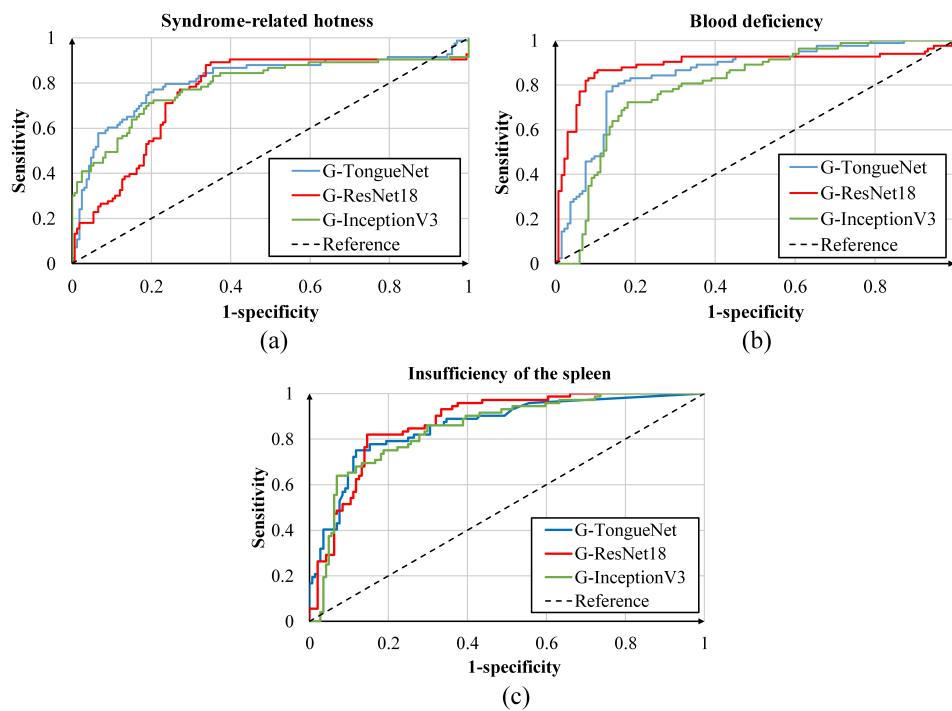 Syndrome-related hotness
1
0.8
0.6
0.4
0.2
0
Sensitivity
G-TongueNet
G-ResNet18
G-InceptionV3
Reference
0 0.2 0.4 0.6 0.8 1
1-specificity
(a)
Blood deficiency
1
0.8
0.6
0.4
0.2
0
Sensitivity
G-TongueNet
G-ResNet18
G-InceptionV3
Reference
0 0.2 0.4 0.6 0.8
1-specificity
(b)
Insufficiency of the spleen
1
0.8
0.6
0.4
0.2
0
Sensitivity
G-TongueNet
G-ResNet18
G-InceptionV3
Reference
0 0.2 0.4 0.6 0.8 1
1-specificity
(c)